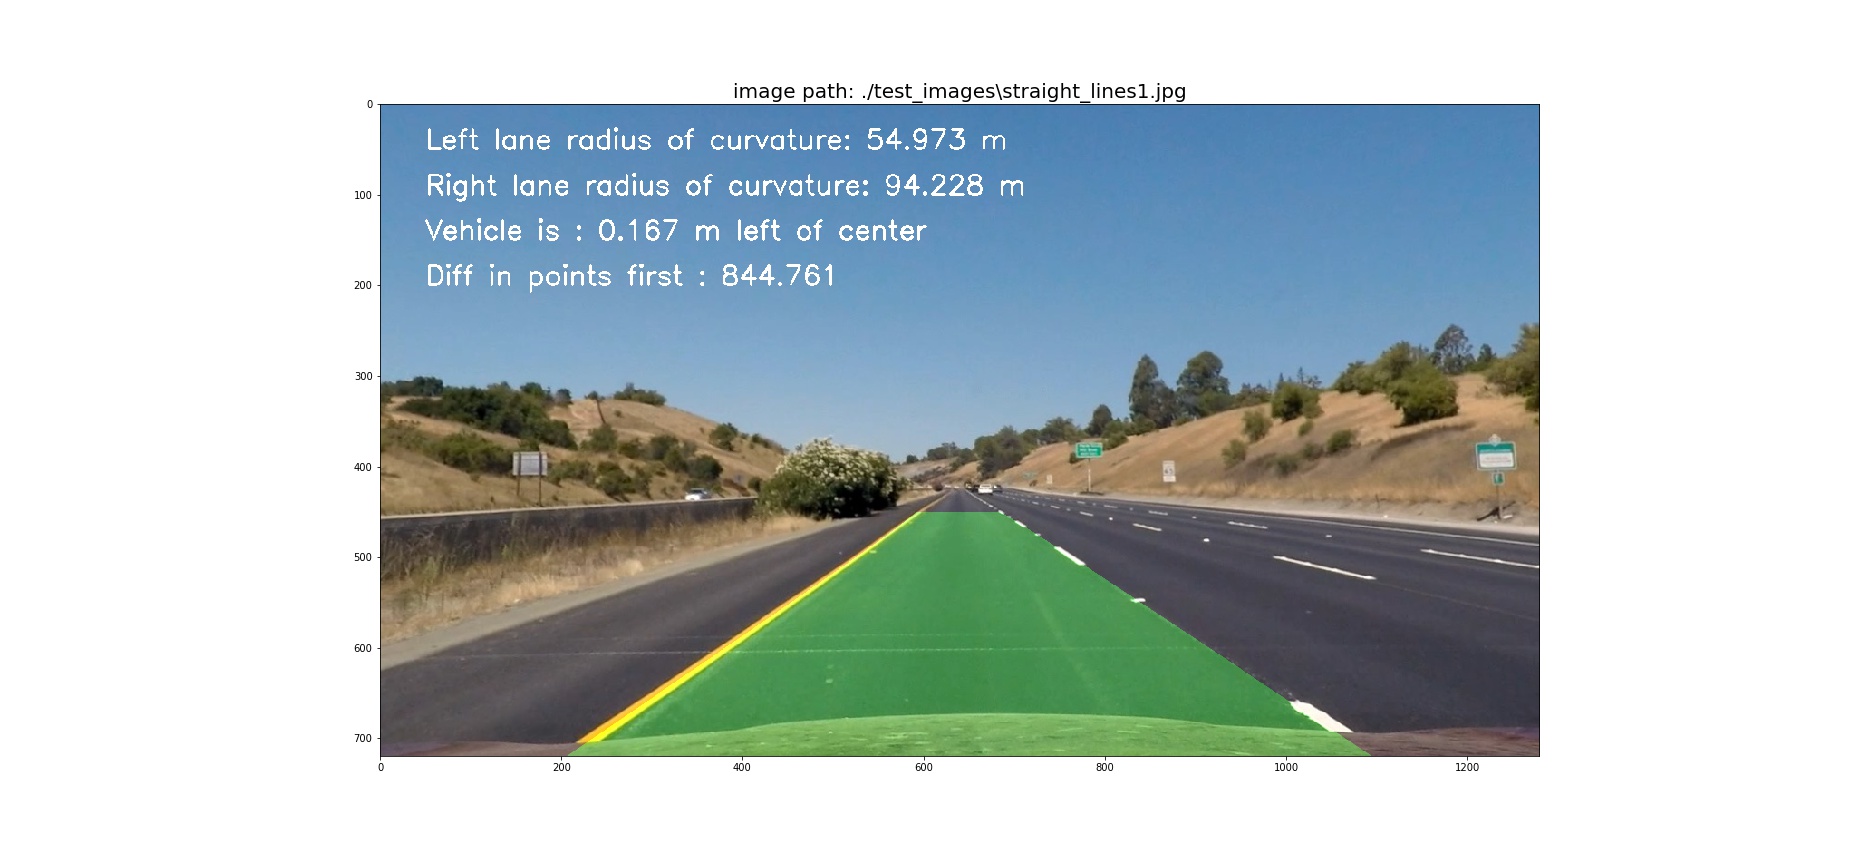 image path: ./test_images\straight_lines1.jpg
Left lane radius of curvature: 54.973 m
Right lane radius of curvature: 94.228 m
Vehicle is : 0.167 m left of center
Diff in points first : 844.761
0
100
200
300
400
500
600
700
0 200 400 600 800 1000 1200